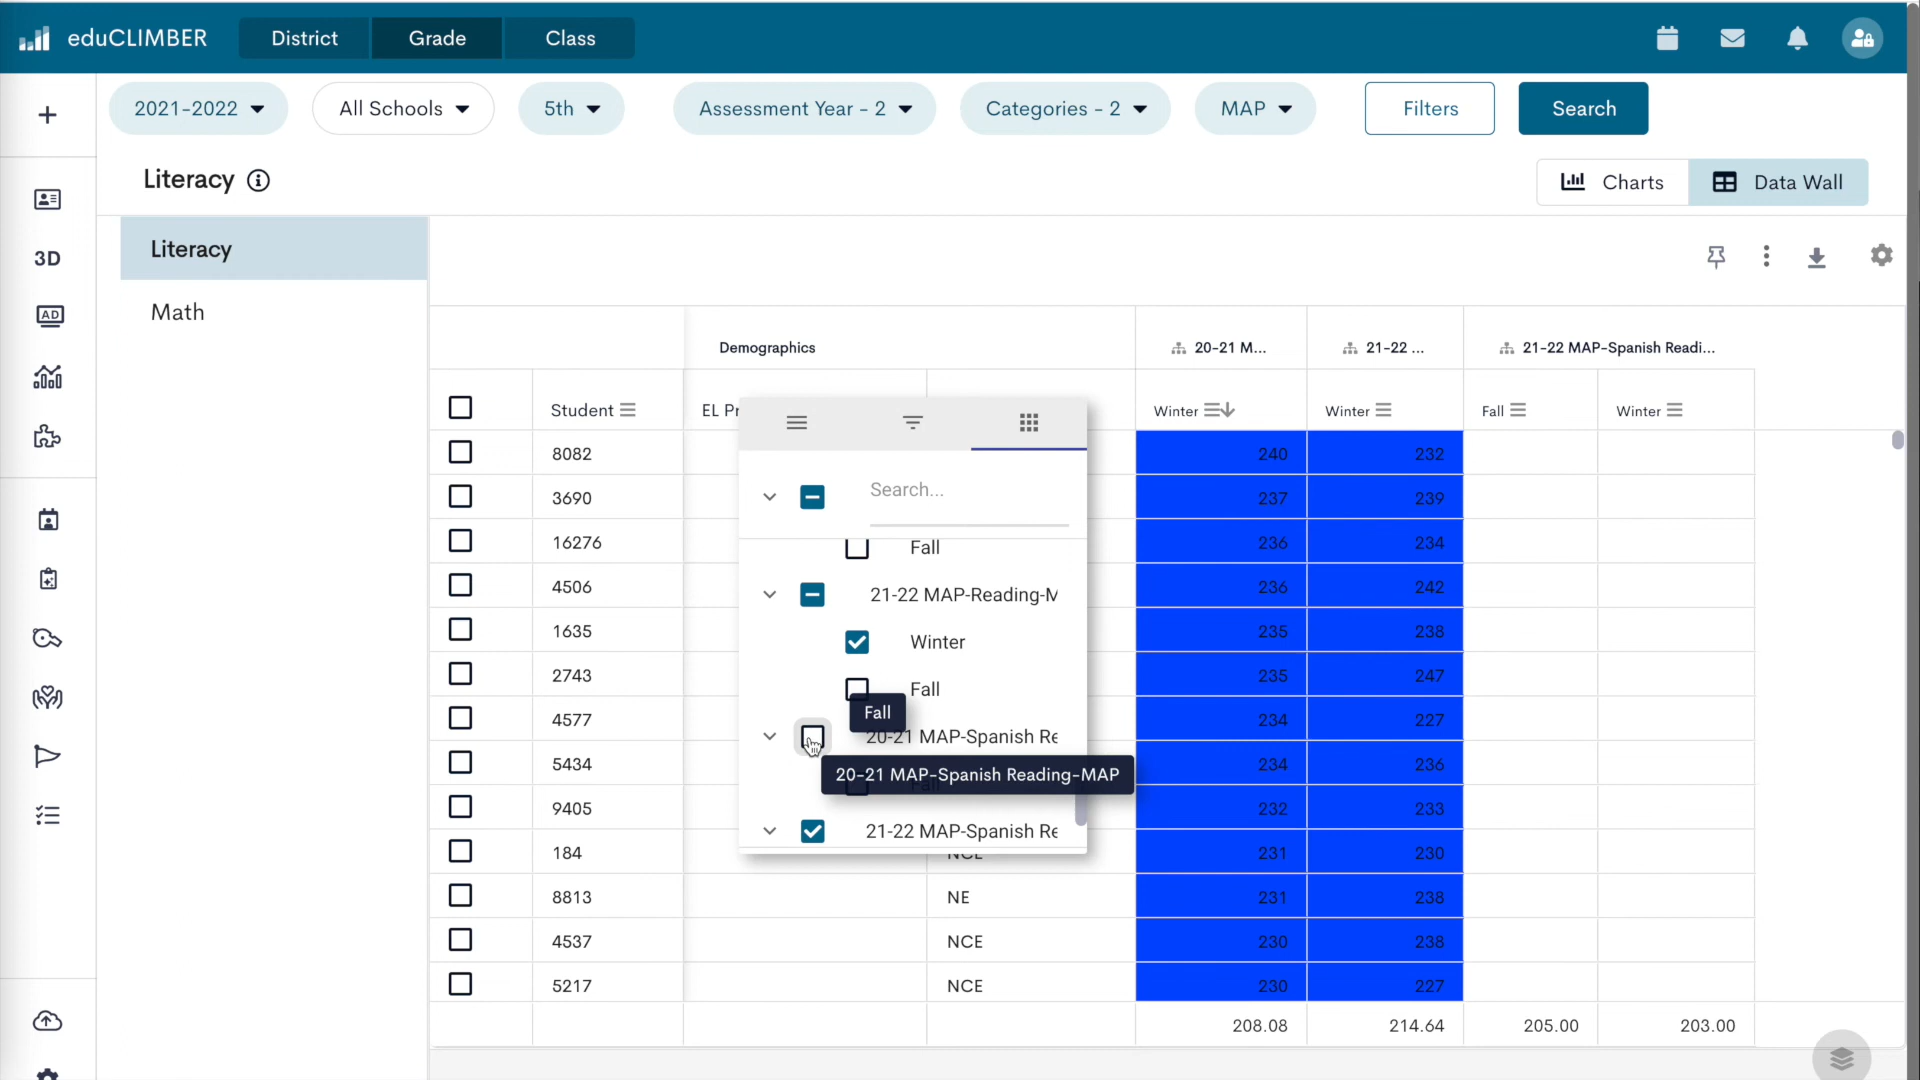 eduCLIMBER District Grade Class
2021-2022 All Schools 5th Assessment Year - 2 Categories - 2 MAP Filters Search
Literacy Charts Data Wall
Literacy
Math
3D
AD
Demographics 20-21 M... 21-22 ... 21-22 MAP-Spanish Readi...
Student EL Pr Winter Winter Fall Winter
8082 240 232
3690 237 239
16276 236 234
4506 236 242
1635 235 238
2743 235 247
4577 234 227
5434 234 236
9405 232 233
184 NCE 231 230
8813 NE 231 238
4537 NCE 230 238
5217 NCE 230 227
208.08 214.64 205.00 203.00
Search...
Fall
21-22 MAP-Reading-M
Winter
Fall
Fall
20-21 MAP-Spanish Re
20-21 MAP-Spanish Reading-MAP
Fall
21-22 MAP-Spanish Re